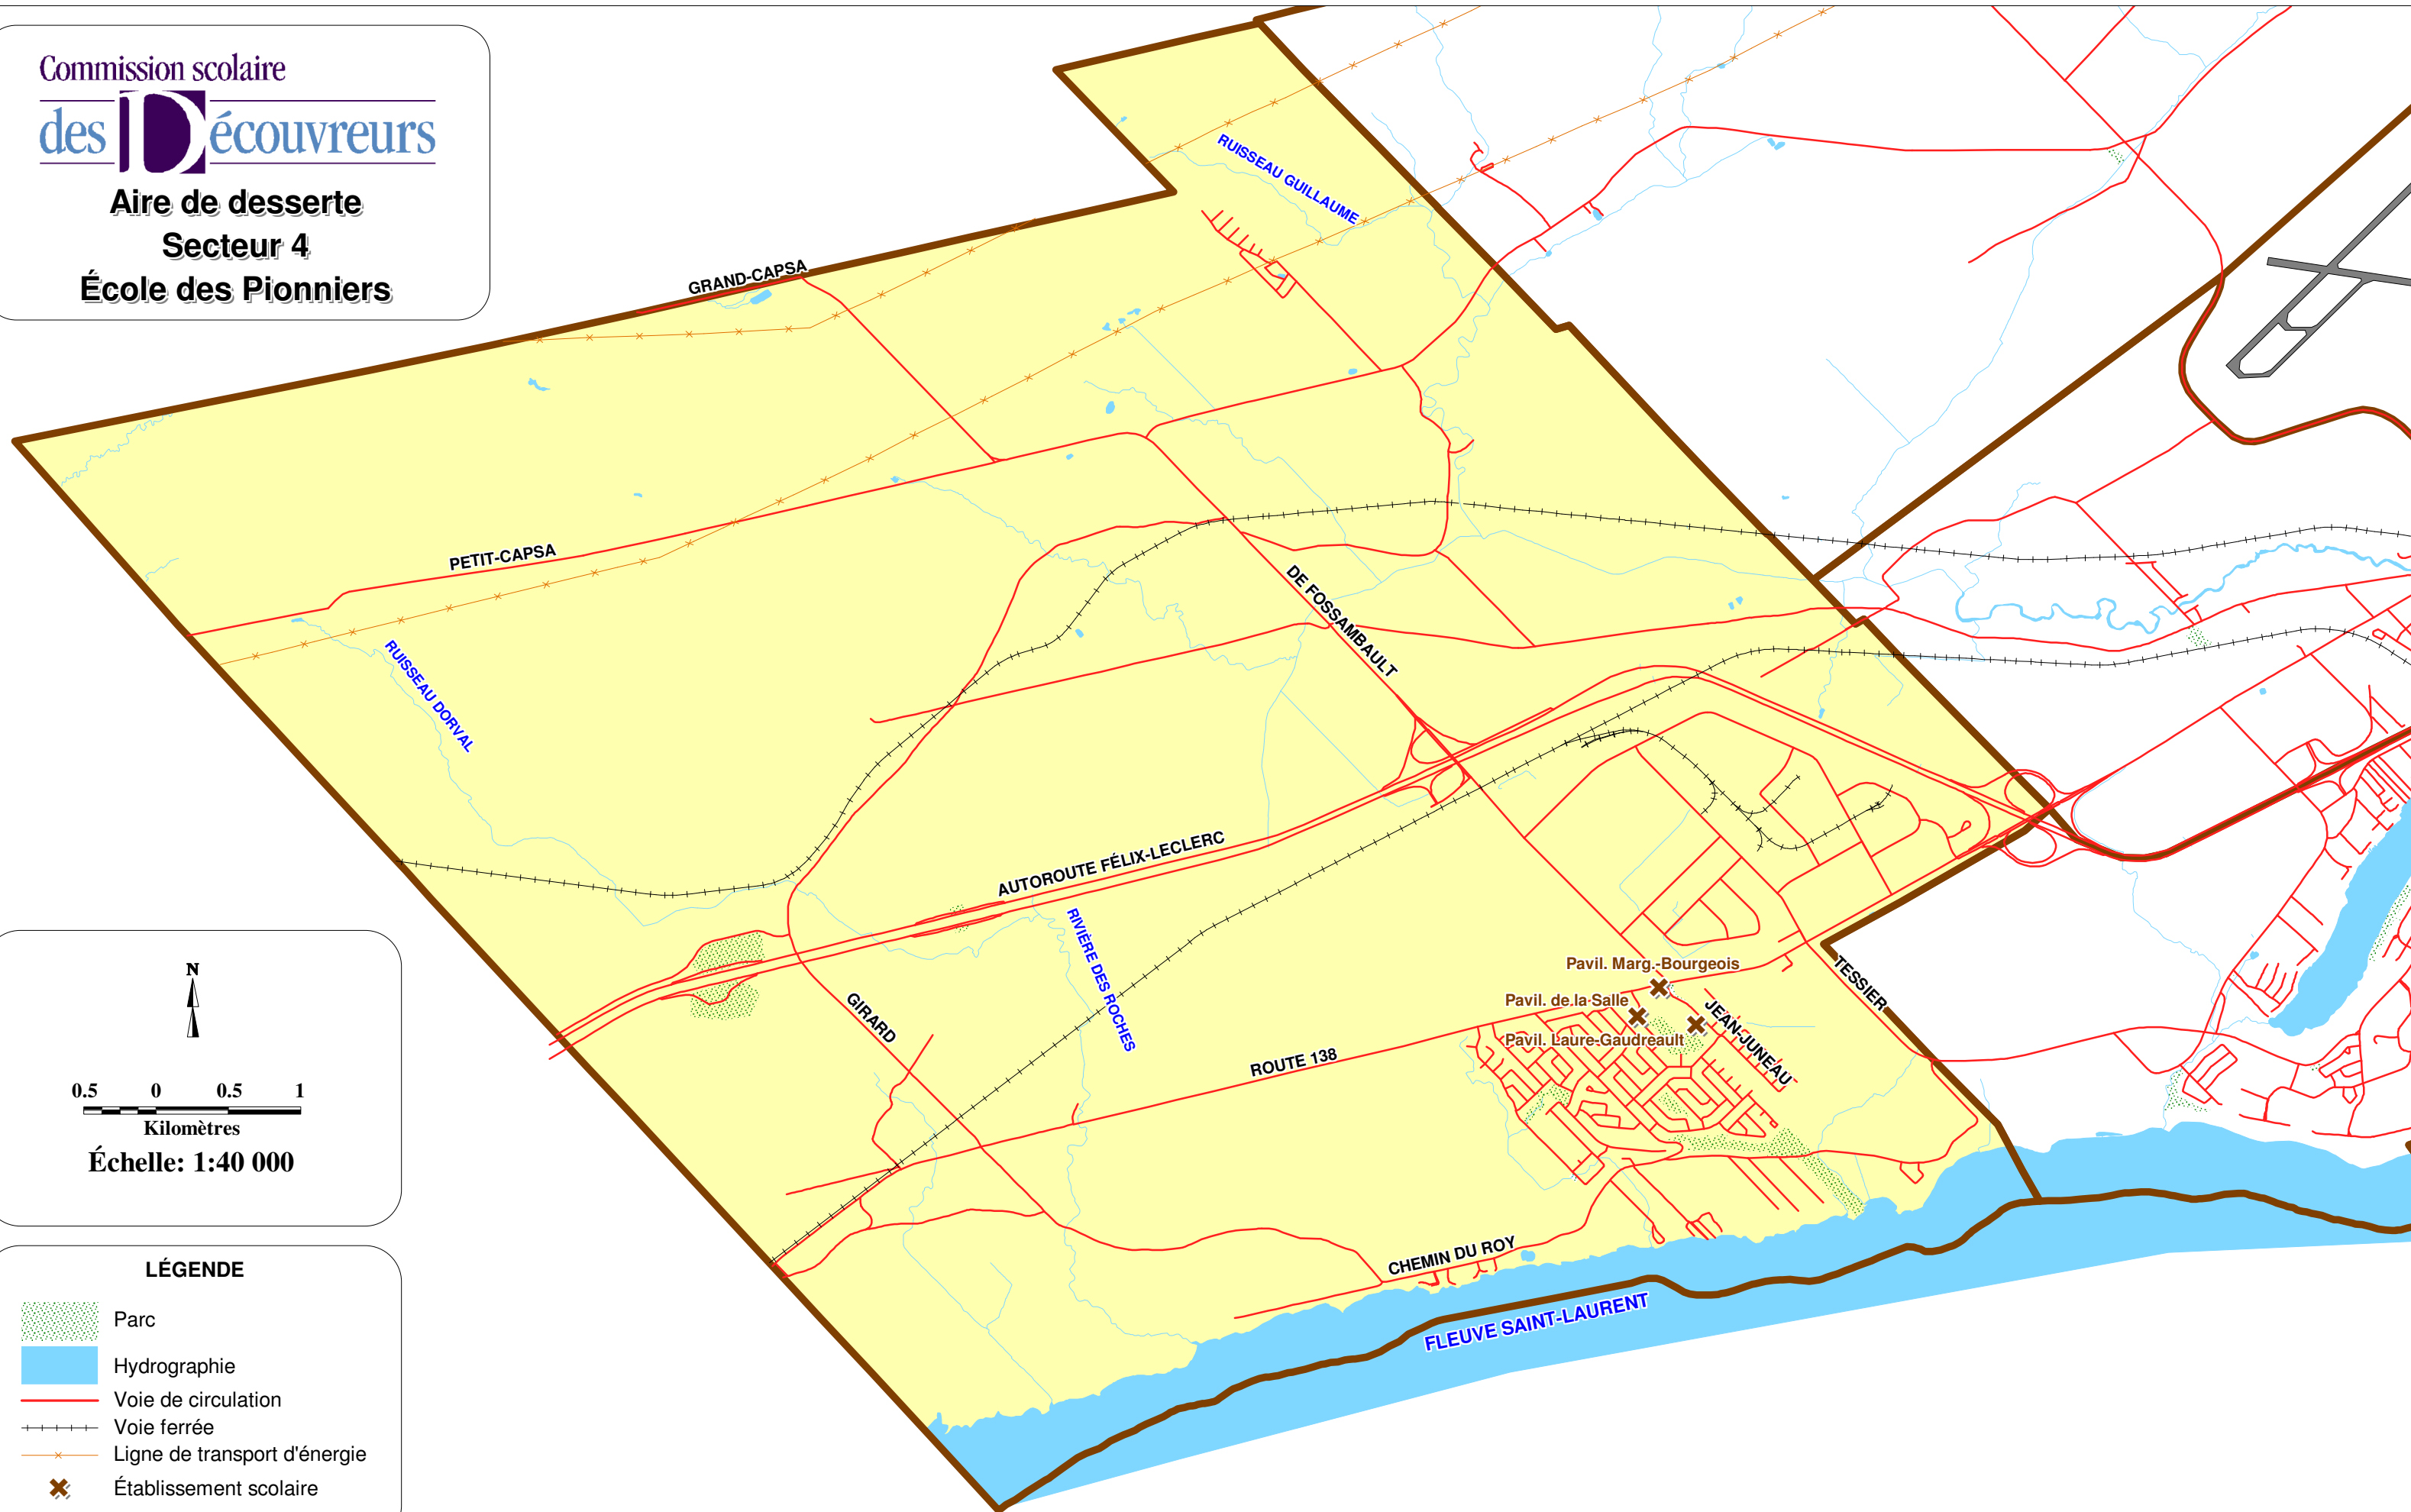 Commission scolaire
des Découvreurs
Aire de desserte
Secteur 4
École des Pionniers
RUISSEAU GUILLAUME
GRAND-CAPSA
PETIT-CAPSA
DE FOSSAMBAULT
RUISSEAU DORVAL
AUTOROUTE FÉLIX-LECLERC
RIVIÈRE DES ROCHES
GIRARD
Pavil. Marg.-Bourgeois
TESSIER
Pavil. de la Salle
JEAN-JUNEAU
Pavil. Laure-Gaudreault
ROUTE 138
CHEMIN DU ROY
FLEUVE SAINT-LAURENT
N
0.5 0 0.5 1
Kilomètres
Échelle: 1:40 000
LÉGENDE
Parc
Hydrographie
Voie de circulation
Voie ferrée
Ligne de transport d'énergie
Établissement scolaire